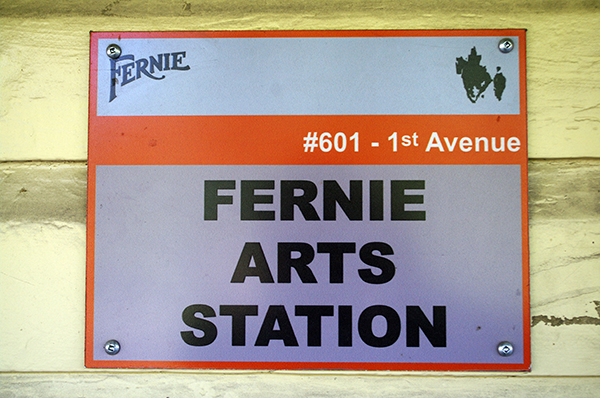 FERNIE
#601 - 1st Avenue
FERNIE
ARTS
STATION